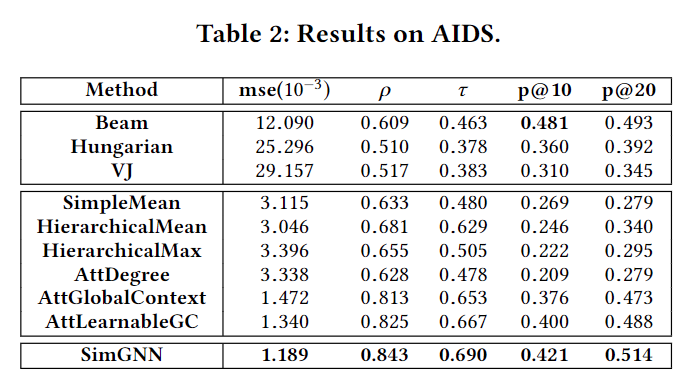 Table 2: Results on AIDS.
Method mse(10⁻³) ρ τ p@10 p@20
Beam 12.090 0.609 0.463 0.481 0.493
Hungarian 25.296 0.510 0.378 0.360 0.392
VJ 29.157 0.517 0.383 0.310 0.345
SimpleMean 3.115 0.633 0.480 0.269 0.279
HierarchicalMean 3.046 0.681 0.629 0.246 0.340
HierarchicalMax 3.396 0.655 0.505 0.222 0.295
AttDegree 3.338 0.628 0.478 0.209 0.279
AttGlobalContext 1.472 0.813 0.653 0.376 0.473
AttLearnableGC 1.340 0.825 0.667 0.400 0.488
SimGNN 1.189 0.843 0.690 0.421 0.514